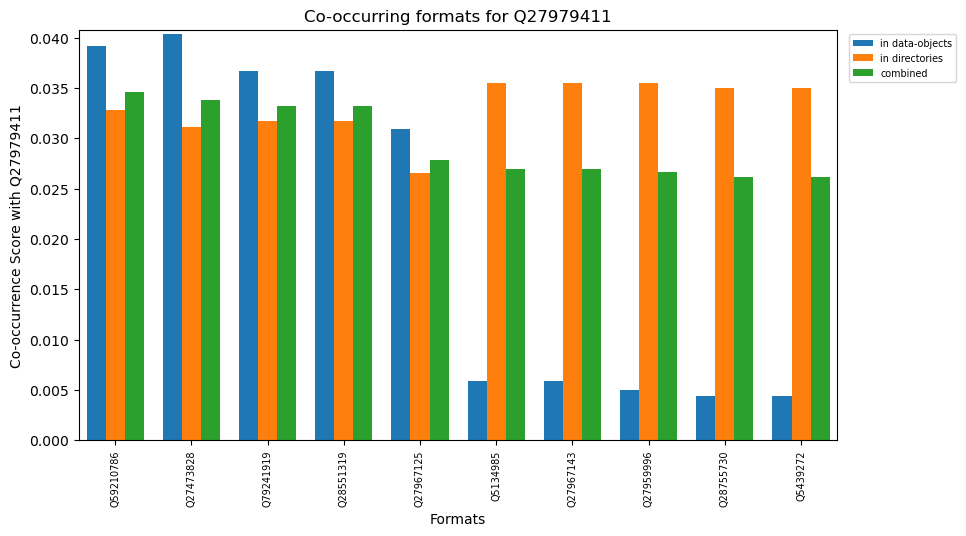 Co-occurring formats for Q27979411
Co-occurrence Score with Q27979411
0.040
0.035
0.030
0.025
0.020
0.015
0.010
0.005
0.000
Q59210786
Q27473828
Q79241919
Q28551319
Q27967125
Q5134985
Q27967143
Q27959996
Q28755730
Q5439272
Formats
in data-objects
in directories
combined